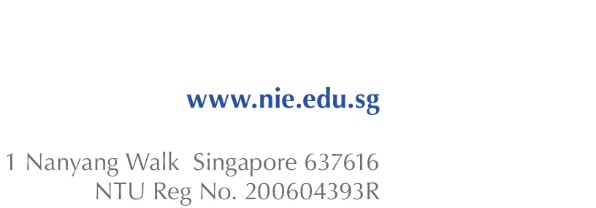 www.nie.edu.sg
1 Nanyang Walk Singapore 637616
NTU Reg No. 200604393R